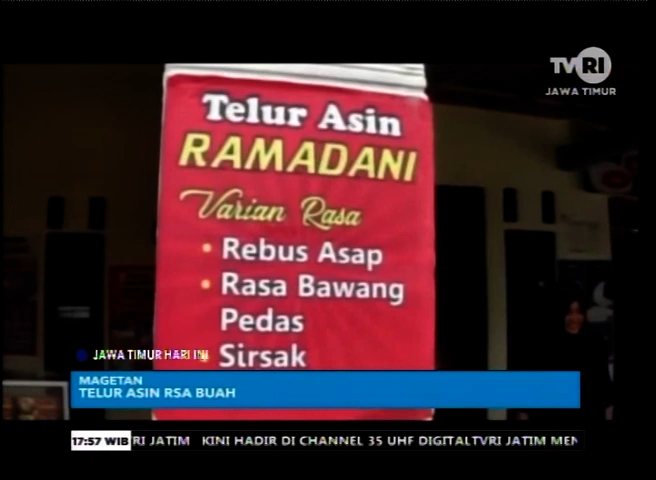 TVRI
JAWA TIMUR
Telur Asin
RAMADANI
Varian Rasa
• Rebus Asap
• Rasa Bawang
Pedas
• Sirsak
JAWA TIMUR HARI INI
MAGETAN
TELUR ASIN RSA BUAH
17:57 WIB RI JATIM KINI HADIR DI CHANNEL 35 UHF DIGITALTVRI JATIM MEN